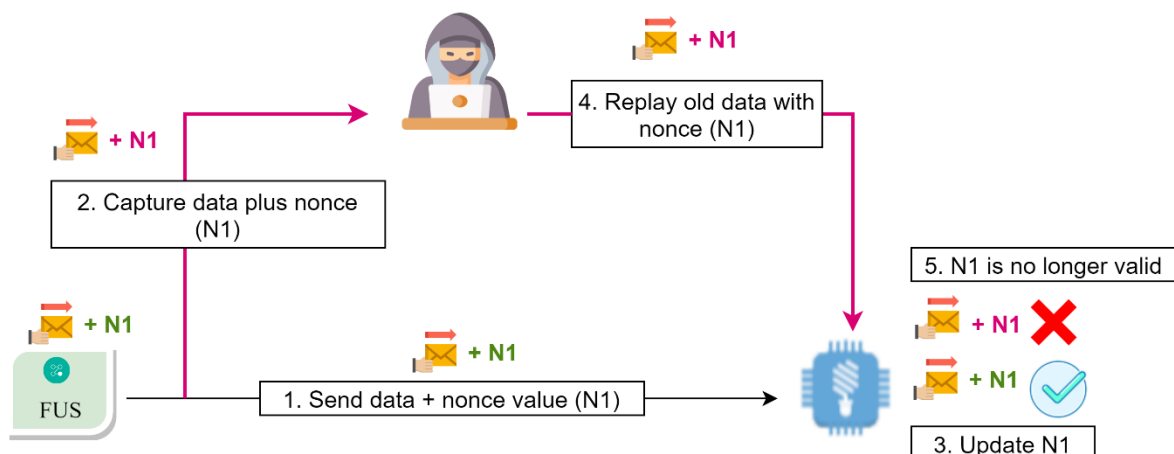 + N1
4. Replay old data with
nonce (N1)
+ N1
2. Capture data plus nonce
(N1)
5. N1 is no longer valid
+ N1
+ N1
+ N1
+ N1
FUS
1. Send data + nonce value (N1)
3. Update N1